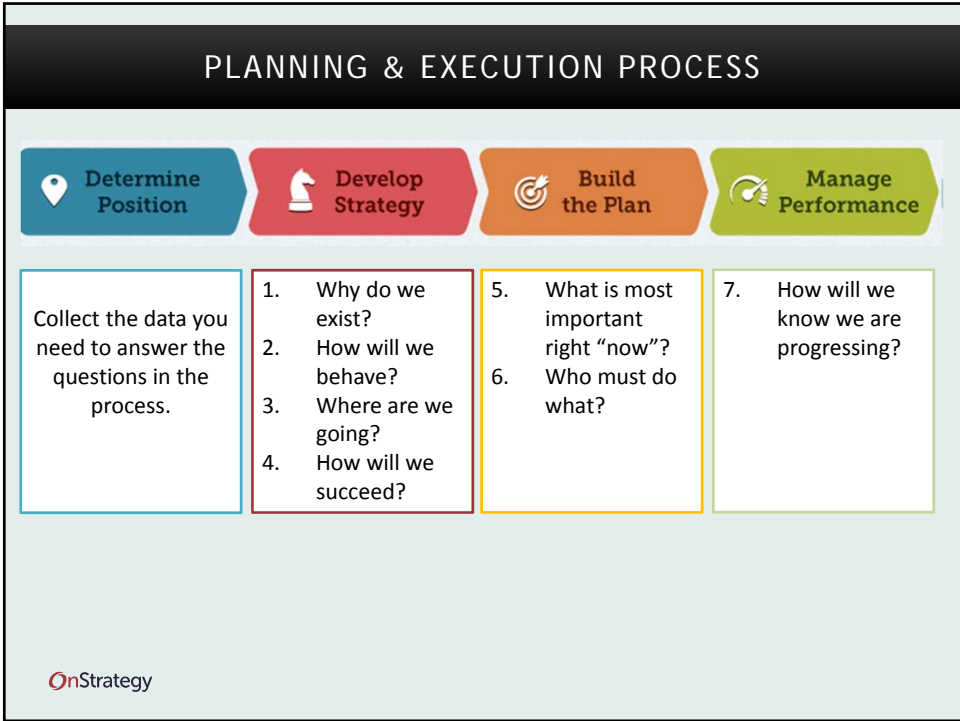 PLANNING & EXECUTION PROCESS
Determine
Position
Develop
Strategy
Build
the Plan
Manage
Performance
Collect the data you
need to answer the
questions in the
process.
1. Why do we
exist?
2. How will we
behave?
3. Where are we
going?
4. How will we
succeed?
5. What is most
important
right “now”?
6. Who must do
what?
7. How will we
know we are
progressing?
OnStrategy